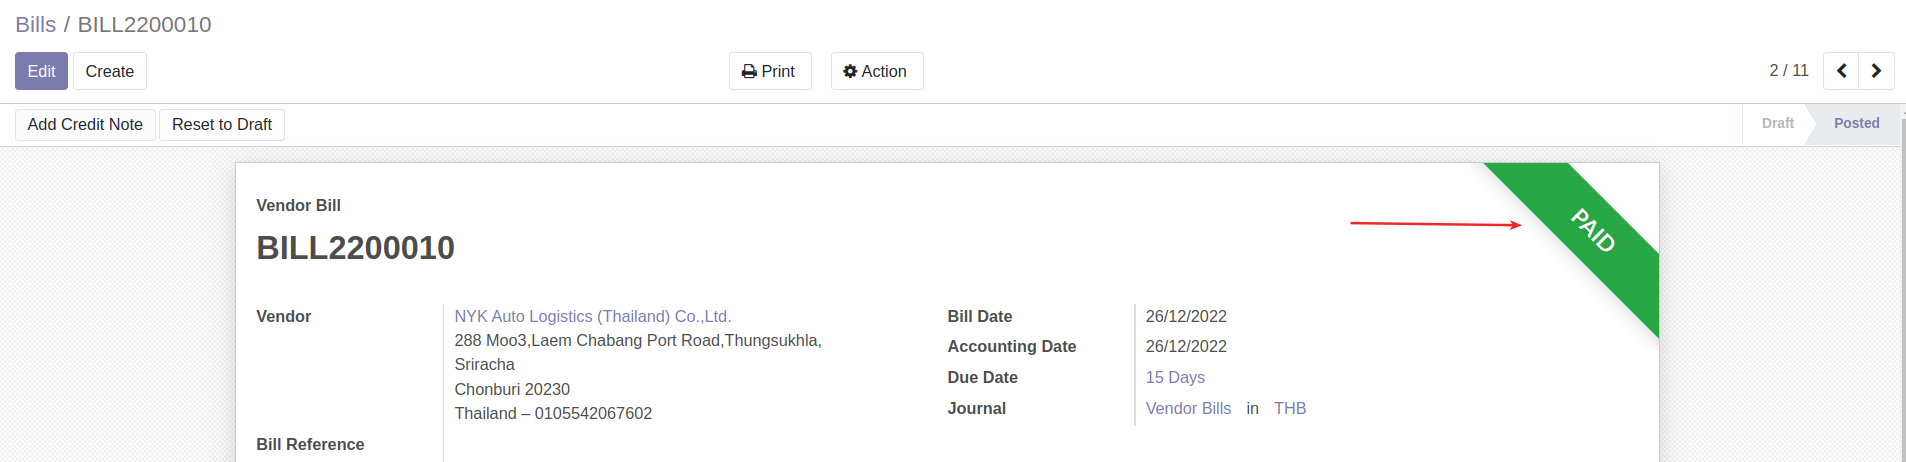 Bills / BILL2200010
Edit Create Print Action 2 / 11
Add Credit Note Reset to Draft Draft Posted
PAID
Vendor Bill
BILL2200010
Vendor NYK Auto Logistics (Thailand) Co.,Ltd.
288 Moo3,Laem Chabang Port Road,Thungsukhla,
Sriracha
Chonburi 20230
Thailand – 0105542067602
Bill Reference
Bill Date 26/12/2022
Accounting Date 26/12/2022
Due Date 15 Days
Journal Vendor Bills in THB